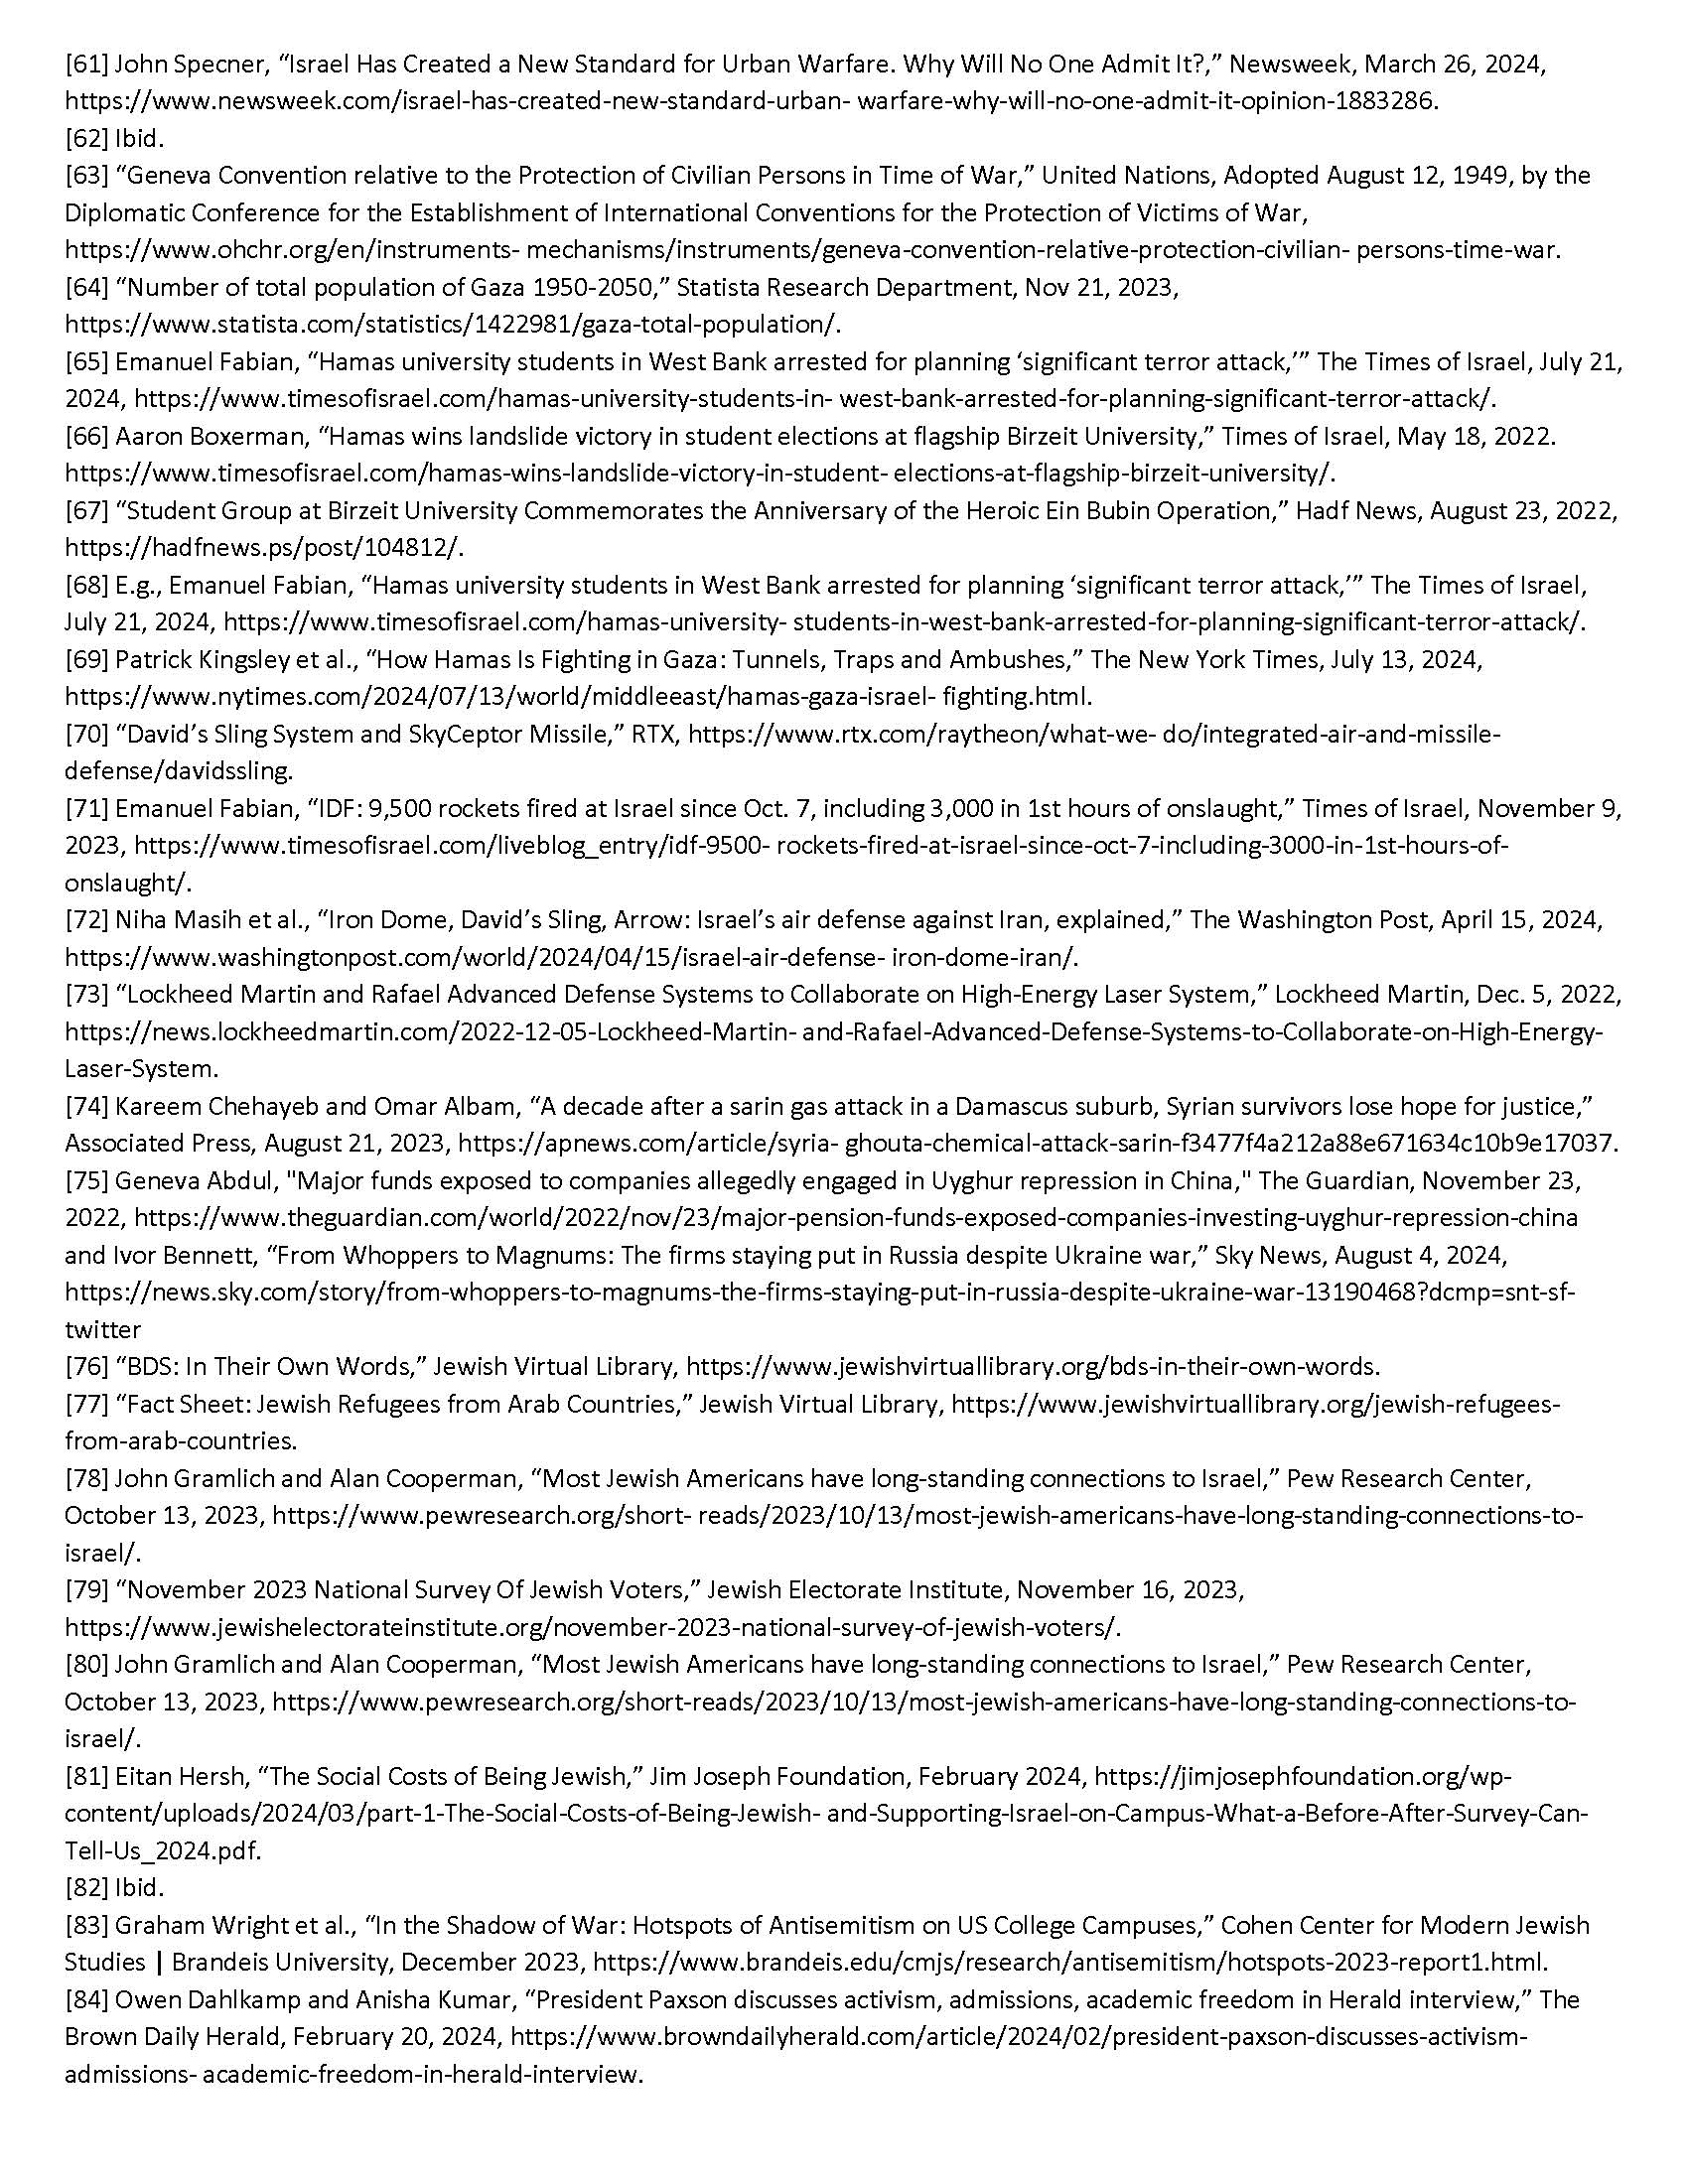 [61] John Specner, “Israel Has Created a New Standard for Urban Warfare. Why Will No One Admit It?,” Newsweek, March 26, 2024,
https://www.newsweek.com/israel-has-created-new-standard-urban- warfare-why-will-no-one-admit-it-opinion-1883286.
[62] Ibid.
[63] “Geneva Convention relative to the Protection of Civilian Persons in Time of War,” United Nations, Adopted August 12, 1949, by the
Diplomatic Conference for the Establishment of International Conventions for the Protection of Victims of War,
https://www.ohchr.org/en/instruments- mechanisms/instruments/geneva-convention-relative-protection-civilian- persons-time-war.
[64] “Number of total population of Gaza 1950-2050,” Statista Research Department, Nov 21, 2023,
https://www.statista.com/statistics/1422981/gaza-total-population/.
[65] Emanuel Fabian, “Hamas university students in West Bank arrested for planning ‘significant terror attack,’” The Times of Israel, July 21,
2024, https://www.timesofisrael.com/hamas-university-students-in- west-bank-arrested-for-planning-significant-terror-attack/.
[66] Aaron Boxerman, “Hamas wins landslide victory in student elections at flagship Birzeit University,” Times of Israel, May 18, 2022.
https://www.timesofisrael.com/hamas-wins-landslide-victory-in-student- elections-at-flagship-birzeit-university/.
[67] “Student Group at Birzeit University Commemorates the Anniversary of the Heroic Ein Bubin Operation,” Hadf News, August 23, 2022,
https://hadfnews.ps/post/104812/.
[68] E.g., Emanuel Fabian, “Hamas university students in West Bank arrested for planning ‘significant terror attack,’” The Times of Israel,
July 21, 2024, https://www.timesofisrael.com/hamas-university- students-in-west-bank-arrested-for-planning-significant-terror-attack/.
[69] Patrick Kingsley et al., “How Hamas Is Fighting in Gaza: Tunnels, Traps and Ambushes,” The New York Times, July 13, 2024,
https://www.nytimes.com/2024/07/13/world/middleeast/hamas-gaza-israel- fighting.html.
[70] “David’s Sling System and SkyCeptor Missile,” RTX, https://www.rtx.com/raytheon/what-we- do/integrated-air-and-missile-
defense/davidssling.
[71] Emanuel Fabian, “IDF: 9,500 rockets fired at Israel since Oct. 7, including 3,000 in 1st hours of onslaught,” Times of Israel, November 9,
2023, https://www.timesofisrael.com/liveblog_entry/idf-9500- rockets-fired-at-israel-since-oct-7-including-3000-in-1st-hours-of-
onslaught/.
[72] Niha Masih et al., “Iron Dome, David’s Sling, Arrow: Israel’s air defense against Iran, explained,” The Washington Post, April 15, 2024,
https://www.washingtonpost.com/world/2024/04/15/israel-air-defense- iron-dome-iran/.
[73] “Lockheed Martin and Rafael Advanced Defense Systems to Collaborate on High-Energy Laser System,” Lockheed Martin, Dec. 5, 2022,
https://news.lockheedmartin.com/2022-12-05-Lockheed-Martin- and-Rafael-Advanced-Defense-Systems-to-Collaborate-on-High-Energy-
Laser-System.
[74] Kareem Chehayeb and Omar Albam, “A decade after a sarin gas attack in a Damascus suburb, Syrian survivors lose hope for justice,”
Associated Press, August 21, 2023, https://apnews.com/article/syria- ghouta-chemical-attack-sarin-f3477f4a212a88e671634c10b9e17037.
[75] Geneva Abdul, "Major funds exposed to companies allegedly engaged in Uyghur repression in China," The Guardian, November 23,
2022, https://www.theguardian.com/world/2022/nov/23/major-pension-funds-exposed-companies-investing-uyghur-repression-china
and Ivor Bennett, “From Whoppers to Magnums: The firms staying put in Russia despite Ukraine war,” Sky News, August 4, 2024,
https://news.sky.com/story/from-whoppers-to-magnums-the-firms-staying-put-in-russia-despite-ukraine-war-13190468?dcmp=snt-sf-
twitter
[76] “BDS: In Their Own Words,” Jewish Virtual Library, https://www.jewishvirtuallibrary.org/bds-in-their-own-words.
[77] “Fact Sheet: Jewish Refugees from Arab Countries,” Jewish Virtual Library, https://www.jewishvirtuallibrary.org/jewish-refugees-
from-arab-countries.
[78] John Gramlich and Alan Cooperman, “Most Jewish Americans have long-standing connections to Israel,” Pew Research Center,
October 13, 2023, https://www.pewresearch.org/short- reads/2023/10/13/most-jewish-americans-have-long-standing-connections-to-
israel/.
[79] “November 2023 National Survey Of Jewish Voters,” Jewish Electorate Institute, November 16, 2023,
https://www.jewishelectorateinstitute.org/november-2023-national-survey-of-jewish-voters/.
[80] John Gramlich and Alan Cooperman, “Most Jewish Americans have long-standing connections to Israel,” Pew Research Center,
October 13, 2023, https://www.pewresearch.org/short-reads/2023/10/13/most-jewish-americans-have-long-standing-connections-to-
israel/.
[81] Eitan Hersh, “The Social Costs of Being Jewish,” Jim Joseph Foundation, February 2024, https://jimjosephfoundation.org/wp-
content/uploads/2024/03/part-1-The-Social-Costs-of-Being-Jewish- and-Supporting-Israel-on-Campus-What-a-Before-After-Survey-Can-
Tell-Us_2024.pdf.
[82] Ibid.
[83] Graham Wright et al., “In the Shadow of War: Hotspots of Antisemitism on US College Campuses,” Cohen Center for Modern Jewish
Studies | Brandeis University, December 2023, https://www.brandeis.edu/cmjs/research/antisemitism/hotspots-2023-report1.html.
[84] Owen Dahlkamp and Anisha Kumar, “President Paxson discusses activism, admissions, academic freedom in Herald interview,” The
Brown Daily Herald, February 20, 2024, https://www.browndailyherald.com/article/2024/02/president-paxson-discusses-activism-
admissions- academic-freedom-in-herald-interview.